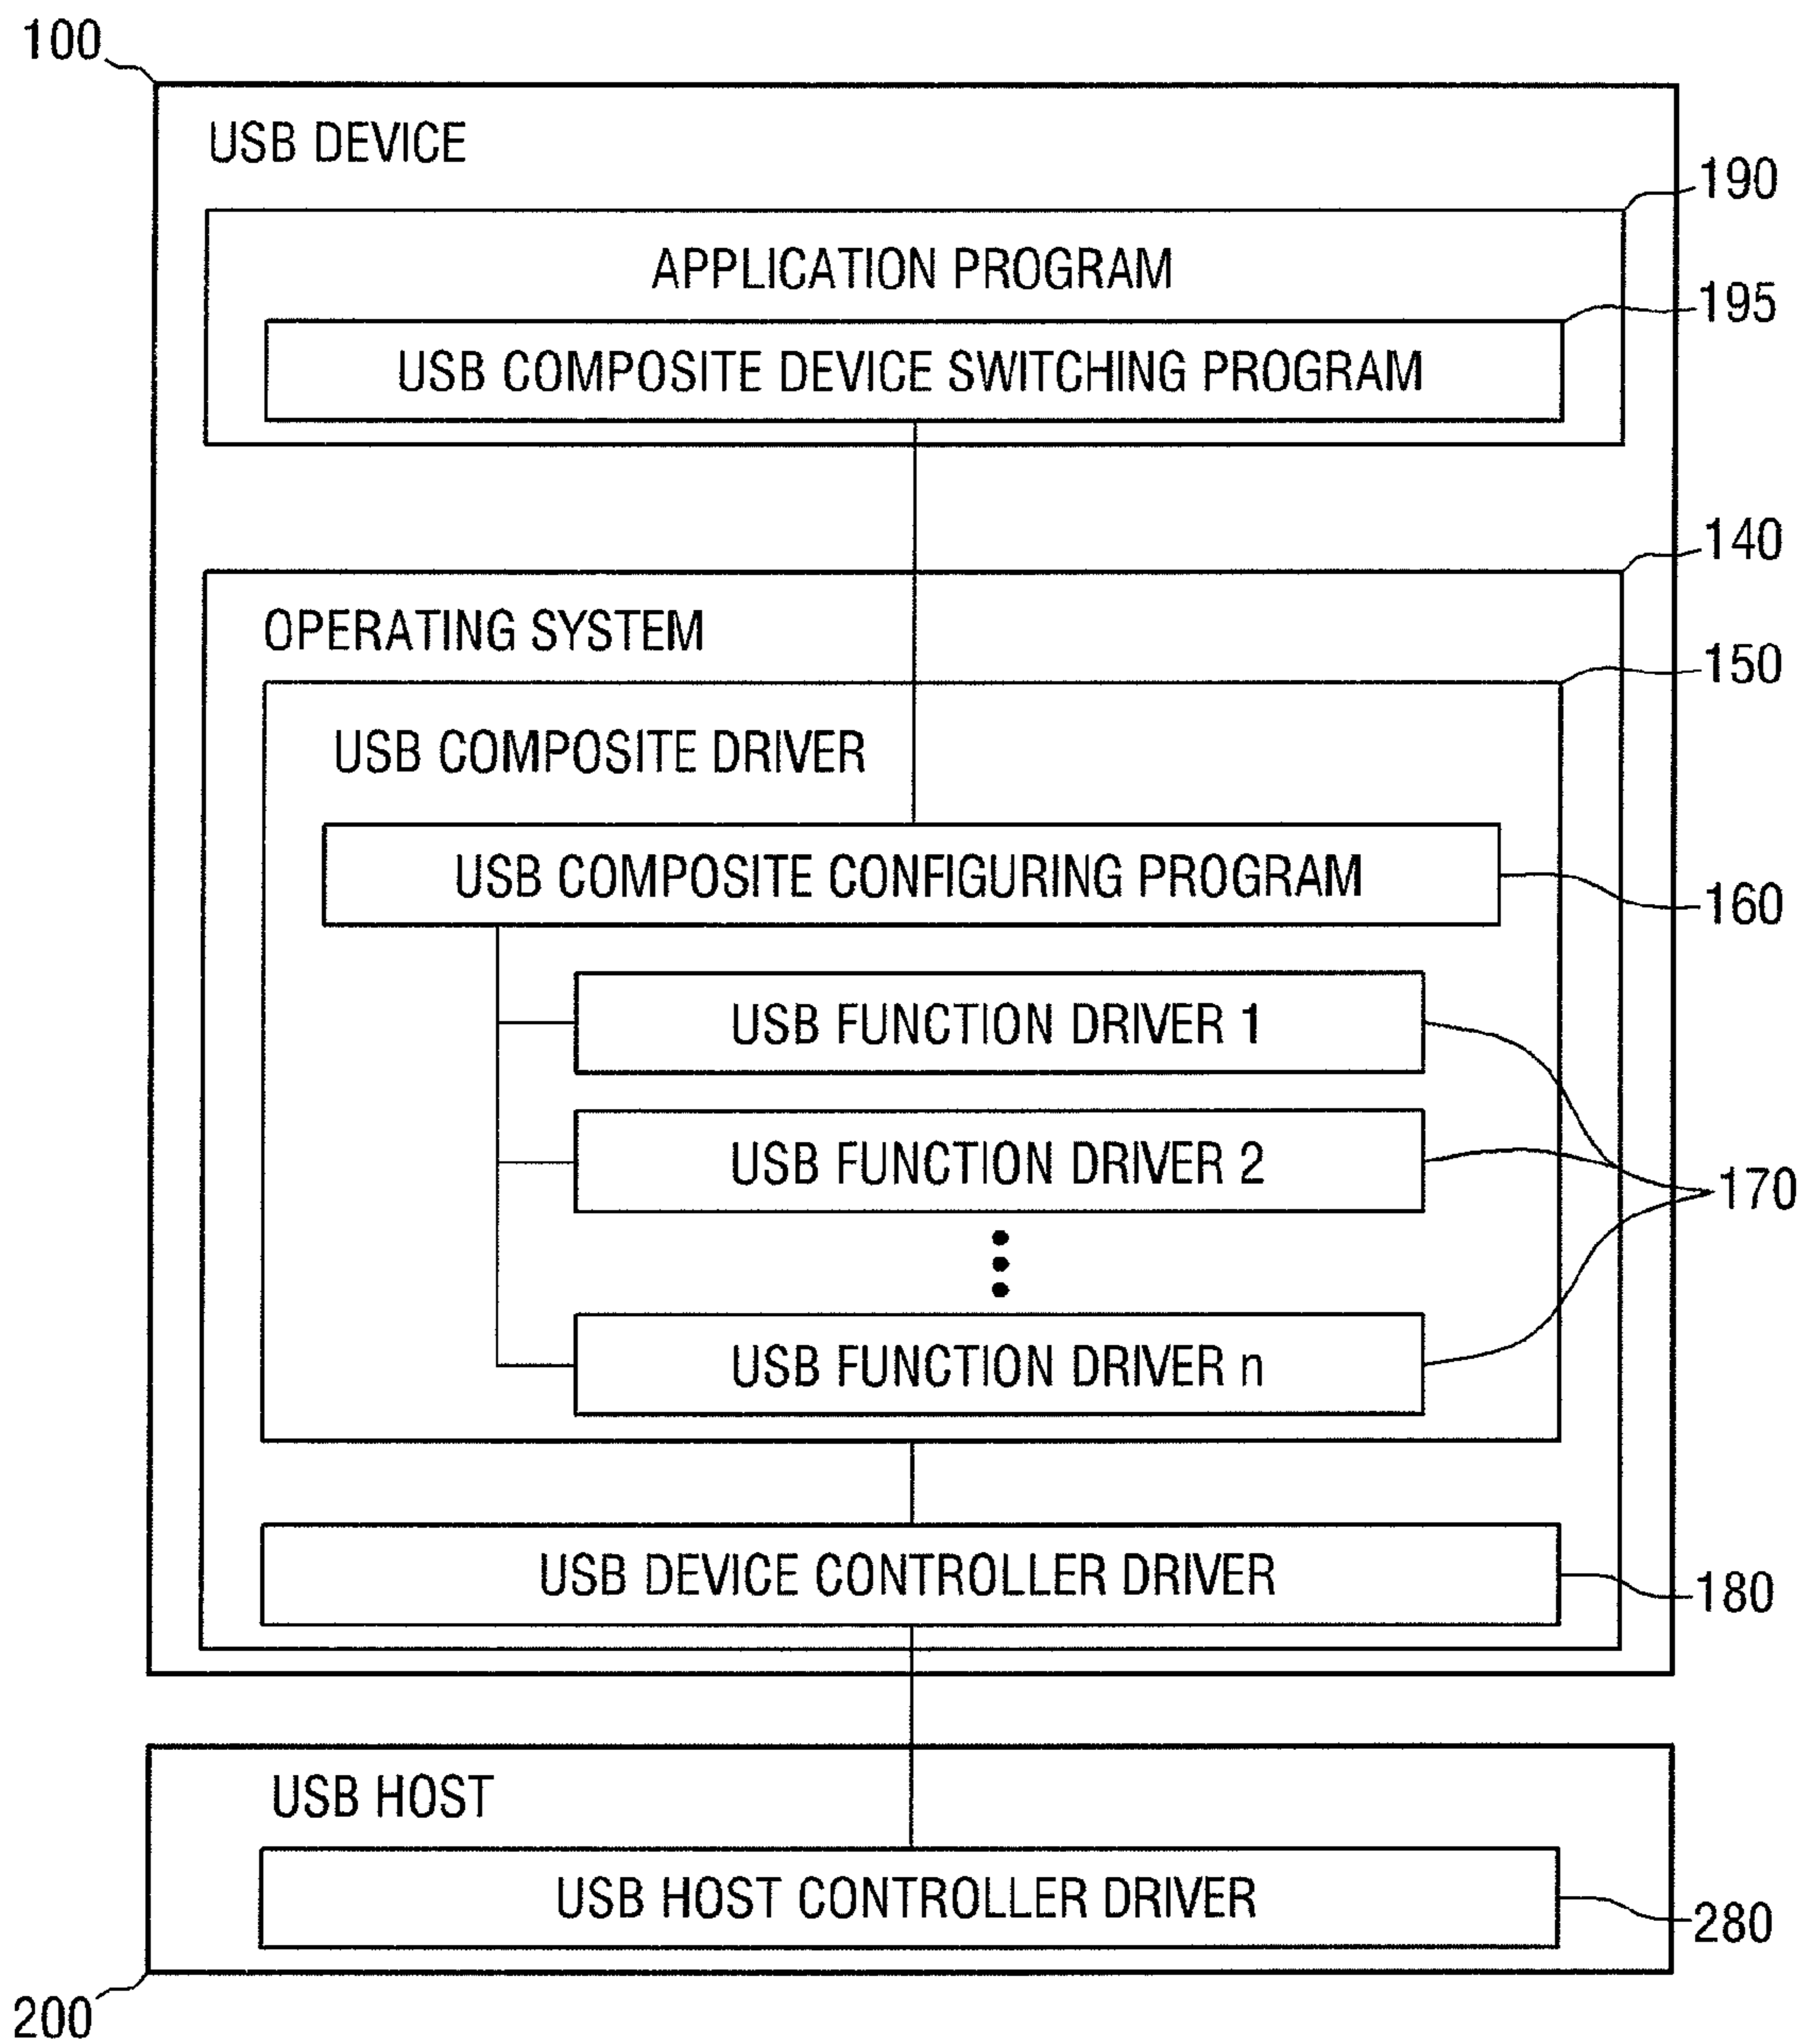 100
USB DEVICE
190
APPLICATION PROGRAM
195
USB COMPOSITE DEVICE SWITCHING PROGRAM
140
OPERATING SYSTEM
150
USB COMPOSITE DRIVER
USB COMPOSITE CONFIGURING PROGRAM
160
USB FUNCTION DRIVER 1
USB FUNCTION DRIVER 2
170
USB FUNCTION DRIVER n
USB DEVICE CONTROLLER DRIVER
180
USB HOST
USB HOST CONTROLLER DRIVER
280
200